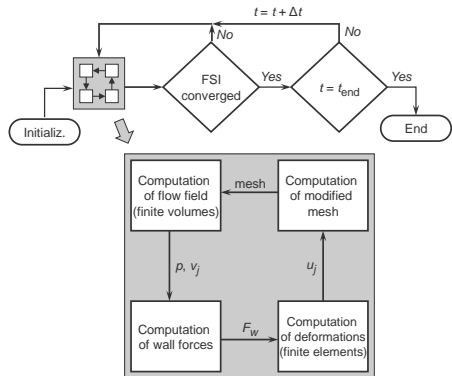 t = t + Δt
No
No
FSI
converged
Yes
t = t_end
Yes
Initializ.
End
Computation
of flow field
(finite volumes)
mesh
Computation
of modified
mesh
p, v_j
u_j
Computation
of wall forces
F_w
Computation
of deformations
(finite elements)